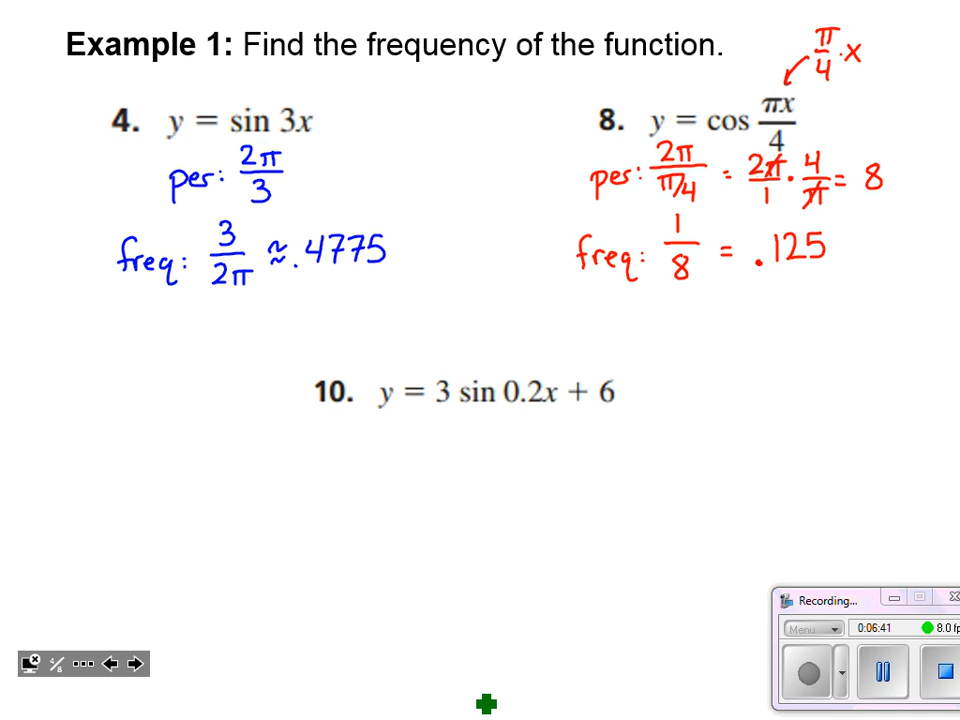 Example 1: Find the frequency of the function.
π/4 · x
4. y = sin 3x
per: 2π/3
freq: 3/2π ≈ .4775
8. y = cos πx/4
per: 2π/π/4 = 2π/1 · 4/π = 8
freq: 1/8 = .125
10. y = 3 sin 0.2x + 6
Recording...
Menu
0:06:41
8.0 fp
4/8